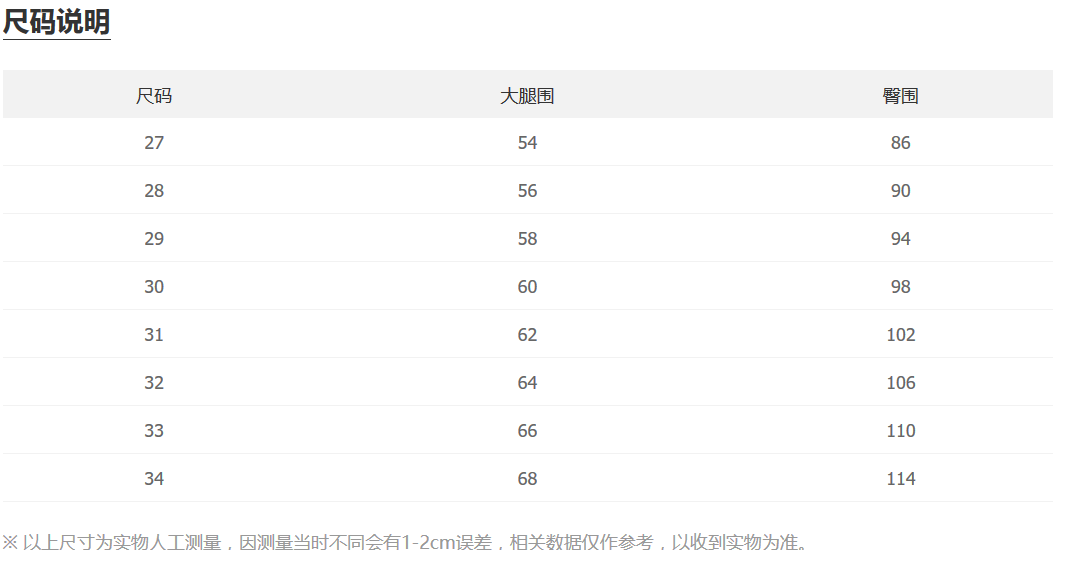 尺码说明
尺码 大腿围 臀围
27 54 86
28 56 90
29 58 94
30 60 98
31 62 102
32 64 106
33 66 110
34 68 114
※ 以上尺寸为实物人工测量，因测量当时不同会有1-2cm误差，相关数据仅作参考，以收到实物为准。